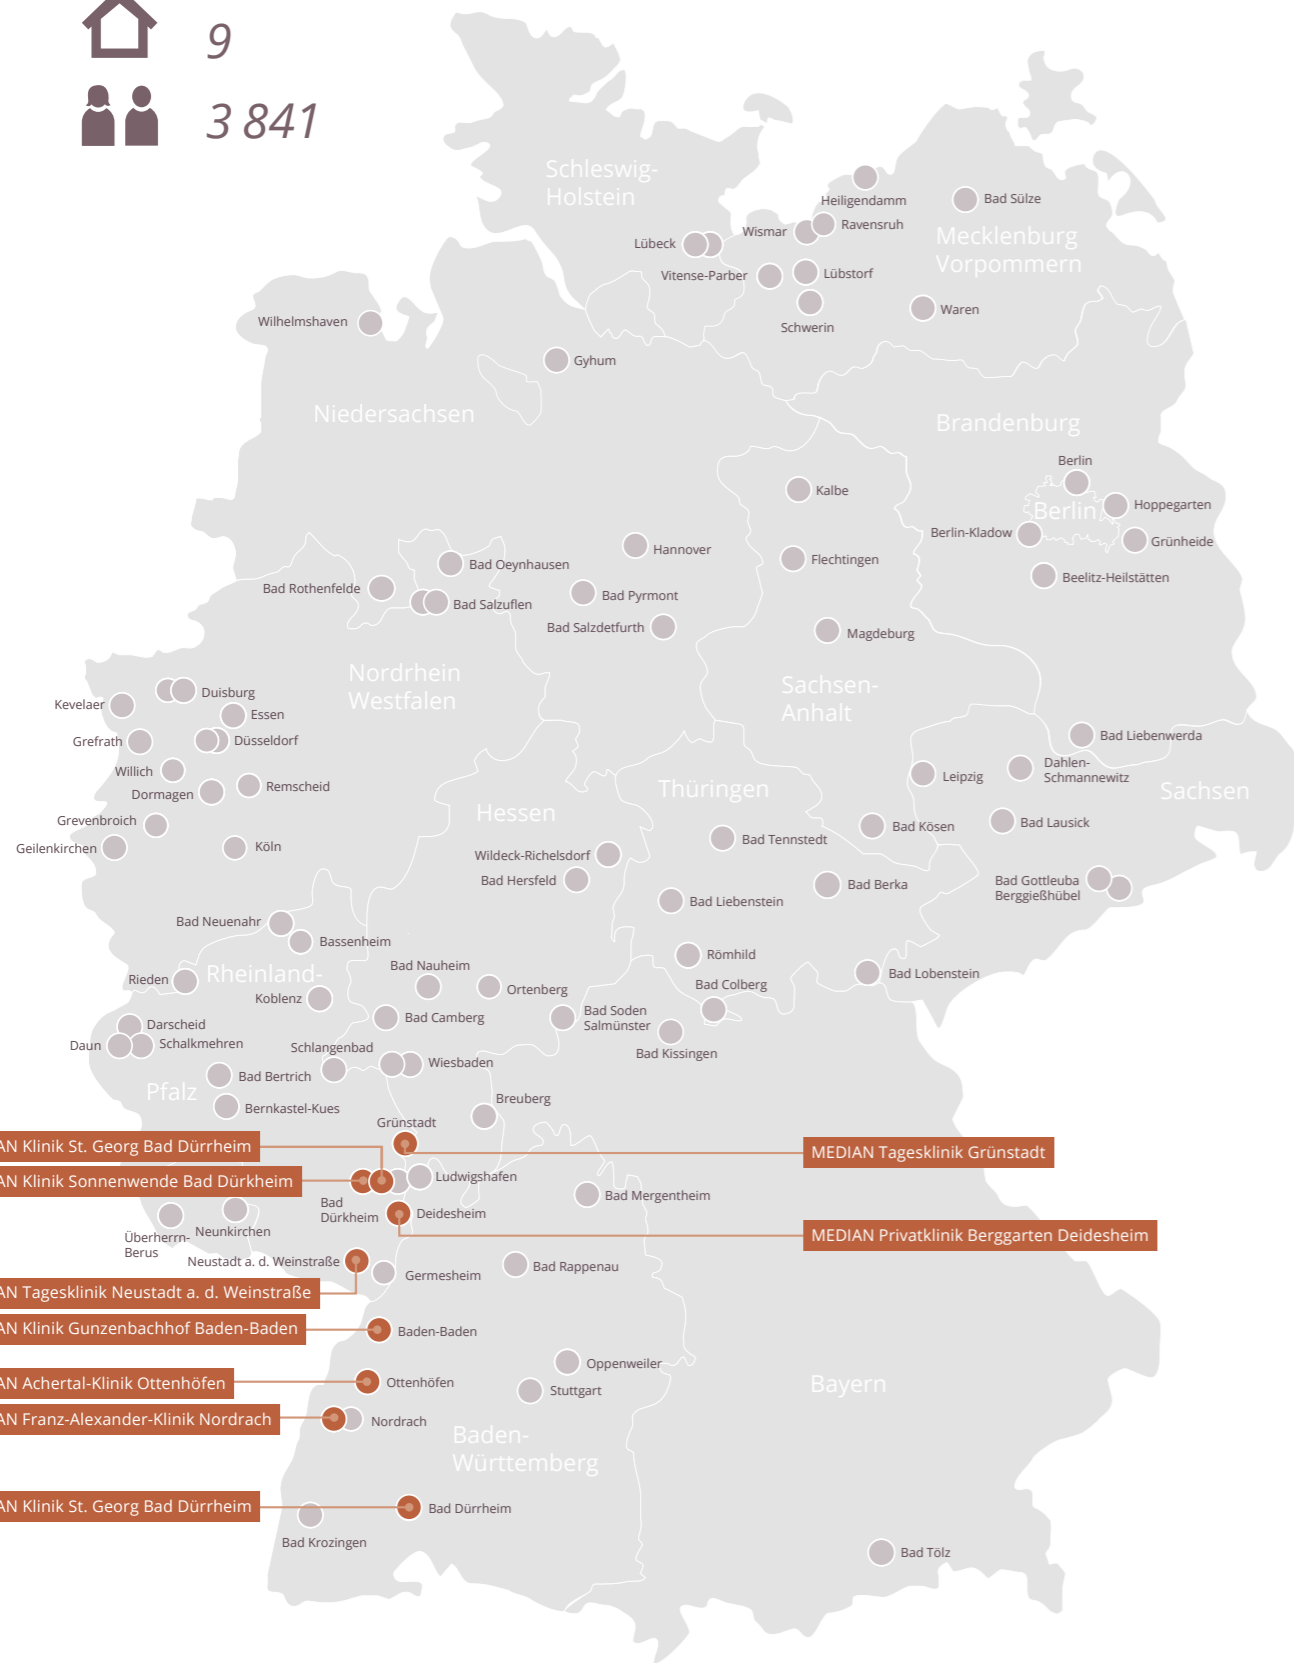 9
3 841
Schleswig-
Holstein
Heiligendamm
Bad Sülze
Wismar
Ravensruh
Lübeck
Mecklenburg
Vorpommern
Vitense-Parber
Lübstorf
Waren
Schwerin
Wilhelmshaven
Gyhum
Niedersachsen
Brandenburg
Berlin
Kalbe
Hoppegarten
Berlin
Berlin-Kladow
Grünheide
Hannover
Flechtingen
Bad Oeynhausen
Beelitz-Heilstätten
Bad Rothenfelde
Bad Pyrmont
Bad Salzuflen
Bad Salzdetfurth
Magdeburg
Nordrhein
Westfalen
Sachsen-
Anhalt
Duisburg
Kevelaer
Essen
Grefrath
Düsseldorf
Bad Liebenwerda
Willich
Dahlen-
Schmannewitz
Leipzig
Remscheid
Dormagen
Thüringen
Sachsen
Hessen
Grevenbroich
Bad Kösen
Bad Lausick
Bad Tennstedt
Geilenkirchen
Köln
Wildeck-Richelsdorf
Bad Hersfeld
Bad Gottleuba
Berggießhübel
Bad Berka
Bad Liebenstein
Bad Neuenahr
Bassenheim
Römhild
Bad Nauheim
Rheinland-
Rieden
Bad Lobenstein
Bad Colberg
Ortenberg
Koblenz
Bad Soden
Salmünster
Bad Camberg
Darscheid
Schalkmehren
Daun
Schlangenbad
Bad Kissingen
Wiesbaden
Bad Bertrich
Pfalz
Breuberg
Bernkastel-Kues
Grünstadt
AN Klinik St. Georg Bad Dürrheim
MEDIAN Tagesklinik Grünstadt
AN Klinik Sonnenwende Bad Dürkheim
Ludwigshafen
Bad Mergentheim
Bad
Dürkheim
Deidesheim
Neunkirchen
Überherrn-
Berus
MEDIAN Privatklinik Berggarten Deidesheim
Neustadt a. d. Weinstraße
Bad Rappenau
Germesheim
AN Tagesklinik Neustadt a. d. Weinstraße
AN Klinik Gunzenbachhof Baden-Baden
Baden-Baden
Oppenweiler
AN Achertal-Klinik Ottenhöfen
Ottenhöfen
Bayern
Stuttgart
AN Franz-Alexander-Klinik Nordrach
Nordrach
Baden-
Württemberg
AN Klinik St. Georg Bad Dürrheim
Bad Dürrheim
Bad Krozingen
Bad Tölz